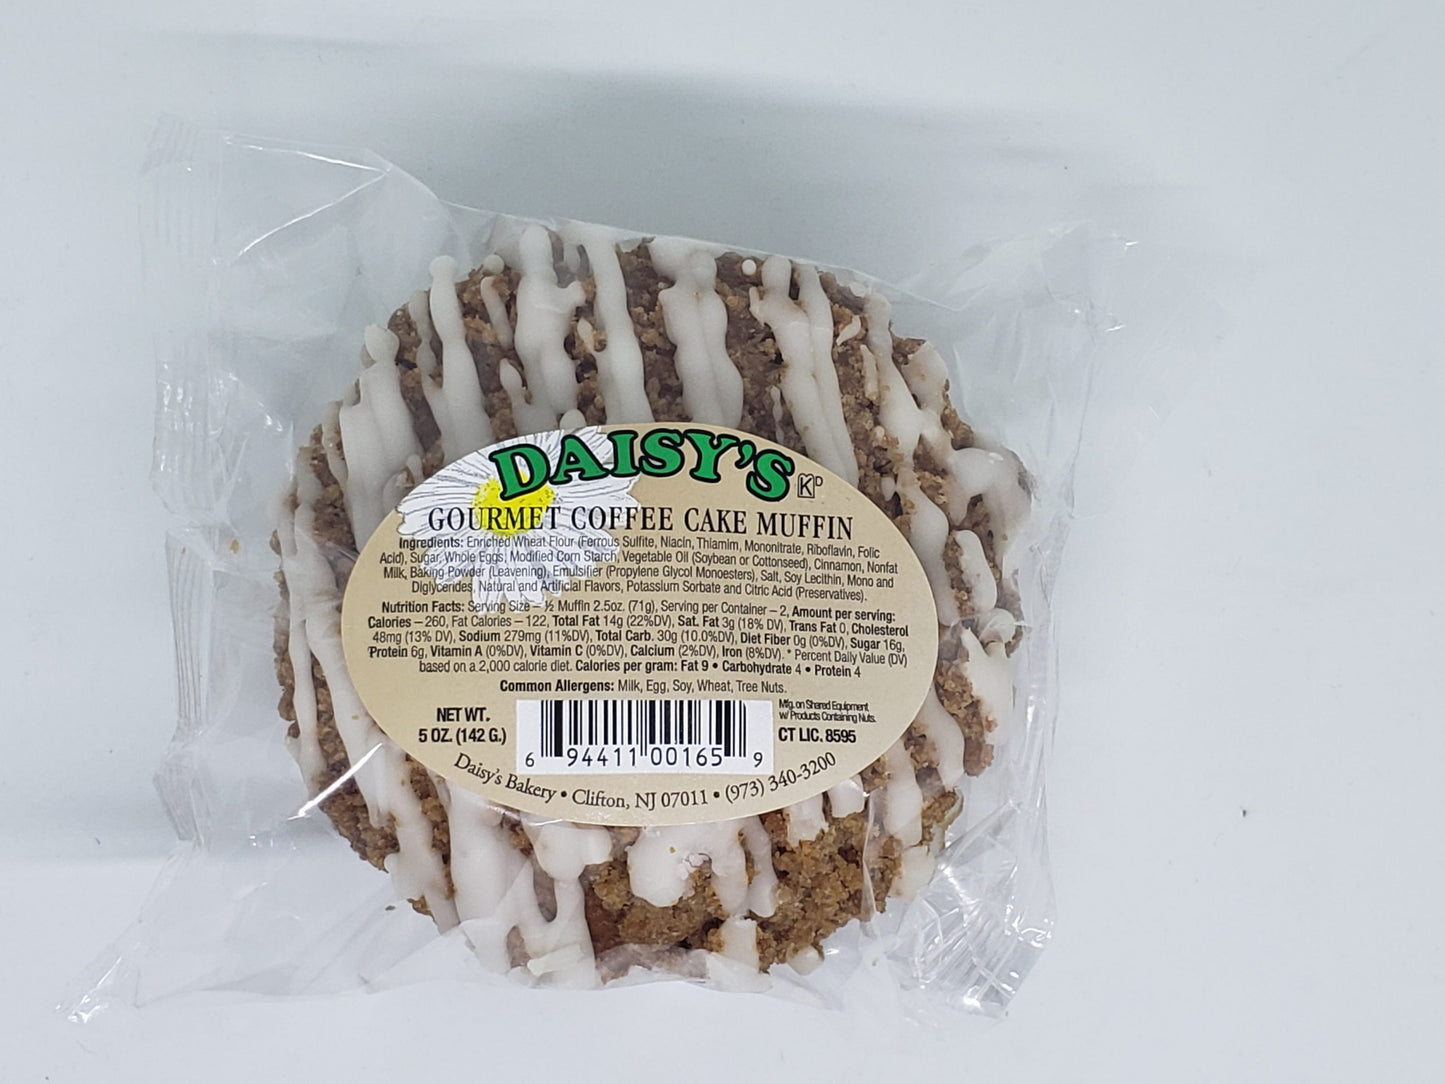 DAISY'S
K D
GOURMET COFFEE CAKE MUFFIN
Ingredients: Enriched Wheat Flour (Ferrous Sulfite, Niacin, Thiamim, Mononitrate, Riboflavin, Folic
Acid), Sugar, Whole Eggs, Modified Corn Starch, Vegetable Oil (Soybean or Cottonseed), Cinnamon, Nonfat
Milk, Baking Powder (Leavening), Emulsifier (Propylene Glycol Monoesters), Salt, Soy Lecithin, Mono and
Diglycerides, Natural and Artificial Flavors, Potassium Sorbate and Citric Acid (Preservatives).
Nutrition Facts: Serving Size – ½ Muffin 2.5oz. (71g), Serving per Container – 2, Amount per serving:
Calories – 260, Fat Calories – 122, Total Fat 14g (22%DV), Sat. Fat 3g (18% DV), Trans Fat 0, Cholesterol
48mg (13% DV), Sodium 279mg (11%DV), Total Carb. 30g (10.0%DV), Diet Fiber 0g (0%DV), Sugar 16g,
Protein 6g, Vitamin A (0%DV), Vitamin C (0%DV), Calcium (2%DV), Iron (8%DV). * Percent Daily Value (DV)
based on a 2,000 calorie diet. Calories per gram: Fat 9 • Carbohydrate 4 • Protein 4
Common Allergens: Milk, Egg, Soy, Wheat, Tree Nuts.
NET WT.
5 OZ. (142 G.)
6 94411 00165 9
Mfg. on Shared Equipment
w/ Products Containing Nuts.
CT LIC. 8595
Daisy's Bakery • Clifton, NJ 07011 • (973) 340-3200